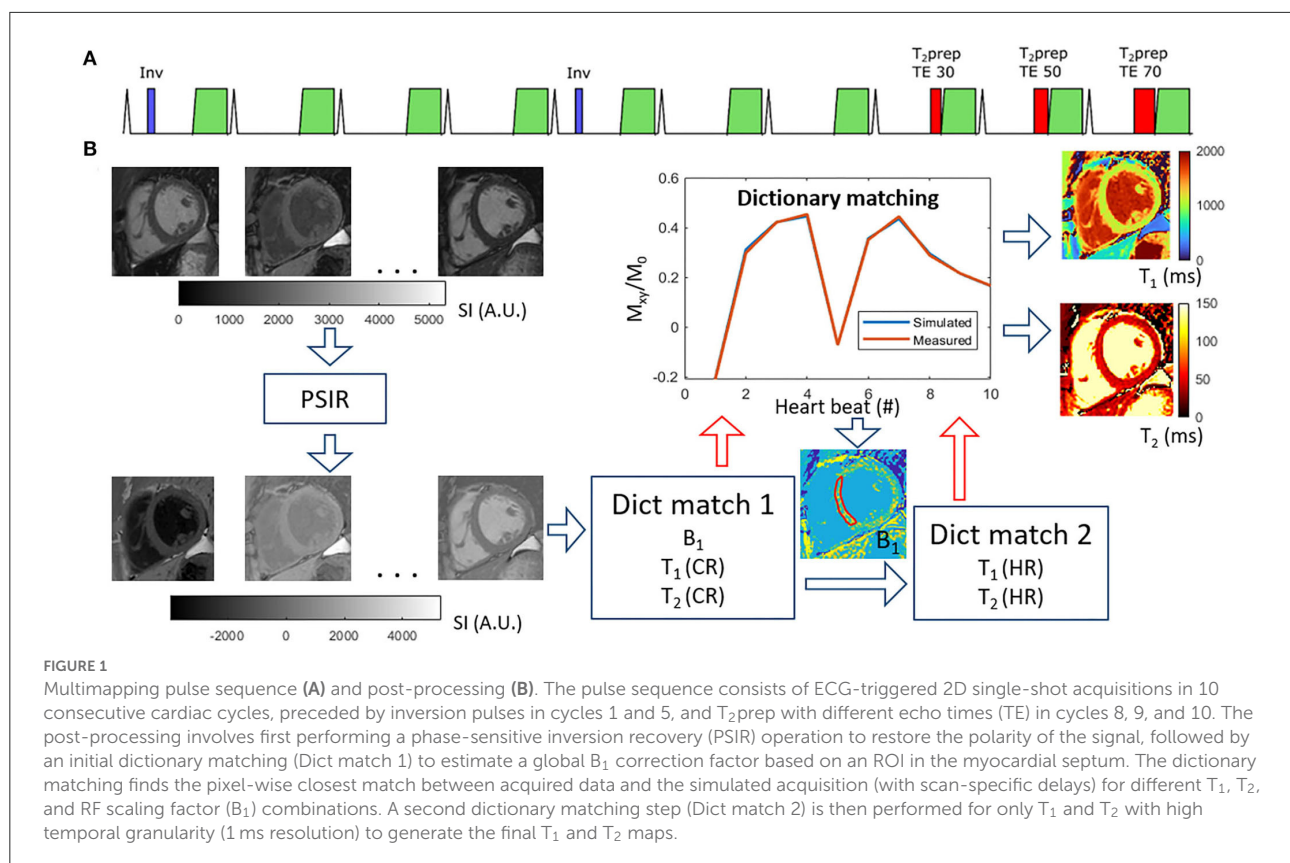 A
Inv
Inv
T₂prep
TE 30
T₂prep
TE 50
T₂prep
TE 70
B
0 1000 2000 3000 4000 5000
SI (A.U.)
PSIR
-2000 0 2000 4000
SI (A.U.)
Dictionary matching
0.6
0.4
0.2
0
-0.2
Mxy/M0
Simulated
Measured
0 2 4 6 8 10
Heart beat (#)
2000
1000
0
T₁ (ms)
150
100
50
0
T₂ (ms)
Dict match 1
B₁
T₁ (CR)
T₂ (CR)
B₁
Dict match 2
T₁ (HR)
T₂ (HR)
FIGURE 1
Multimapping pulse sequence (A) and post-processing (B). The pulse sequence consists of ECG-triggered 2D single-shot acquisitions in 10
consecutive cardiac cycles, preceded by inversion pulses in cycles 1 and 5, and T₂prep with different echo times (TE) in cycles 8, 9, and 10. The
post-processing involves first performing a phase-sensitive inversion recovery (PSIR) operation to restore the polarity of the signal, followed by
an initial dictionary matching (Dict match 1) to estimate a global B₁ correction factor based on an ROI in the myocardial septum. The dictionary
matching finds the pixel-wise closest match between acquired data and the simulated acquisition (with scan-specific delays) for different T₁, T₂,
and RF scaling factor (B₁) combinations. A second dictionary matching step (Dict match 2) is then performed for only T₁ and T₂ with high
temporal granularity (1 ms resolution) to generate the final T₁ and T₂ maps.